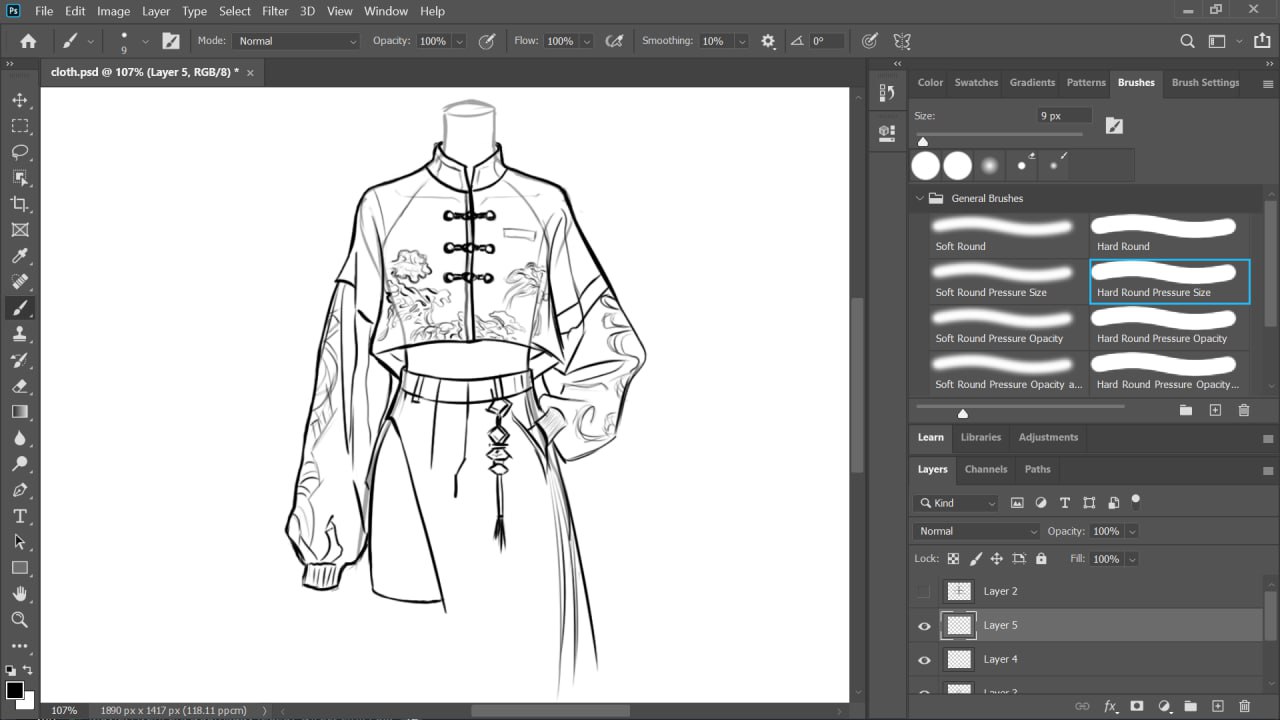 Ps File Edit Image Layer Type Select Filter 3D View Window Help
9 Mode: Normal Opacity: 100% Flow: 100% Smoothing: 10% 0°
cloth.psd @ 107% (Layer 5, RGB/8) * ×
Color Swatches Gradients Patterns Brushes Brush Settings
Size: 9 px
General Brushes
Soft Round Hard Round
Soft Round Pressure Size Hard Round Pressure Size
Soft Round Pressure Opacity Hard Round Pressure Opacity
Soft Round Pressure Opacity a... Hard Round Pressure Opacity...
Learn Libraries Adjustments
Layers Channels Paths
Kind
Normal Opacity: 100%
Lock: Fill: 100%
Layer 2
Layer 5
Layer 4
107% 1890 px x 1417 px (118.11 ppcm)